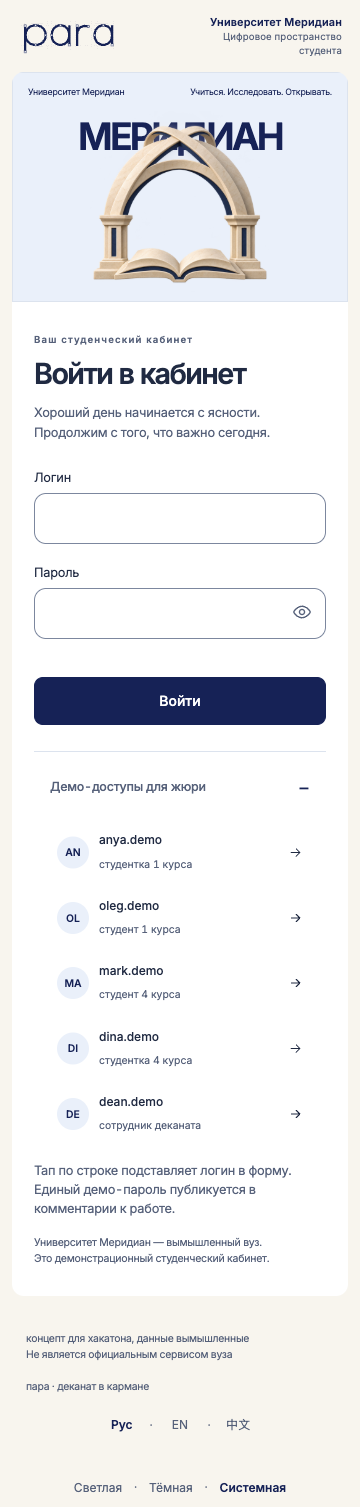 para
Университет Меридиан
Цифровое пространство
студента
Университет Меридиан
Учиться. Исследовать. Открывать.
МЕРИДИАН
Ваш студенческий кабинет
Войти в кабинет
Хороший день начинается с ясности.
Продолжим с того, что важно сегодня.
Логин
Пароль
Войти
Демо-доступы для жюри
AN
anya.demo
студентка 1 курса
OL
oleg.demo
студент 1 курса
MA
mark.demo
студент 4 курса
DI
dina.demo
студентка 4 курса
DE
dean.demo
сотрудник деканата
Тап по строке подставляет логин в форму.
Единый демо-пароль публикуется в
комментарии к работе.
Университет Меридиан — вымышленный вуз.
Это демонстрационный студенческий кабинет.
концепт для хакатона, данные вымышленные
Не является официальным сервисом вуза
пара · деканат в кармане
Рус · EN · 中文
Светлая · Тёмная · Системная